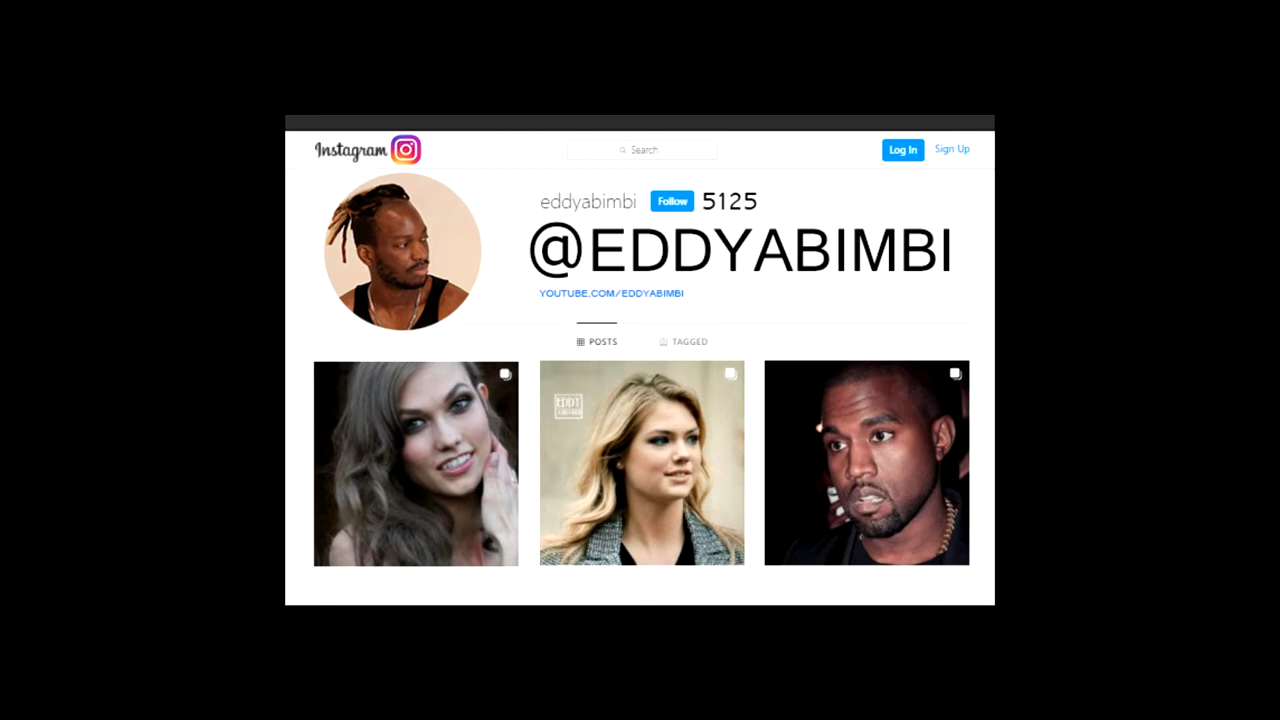 Instagram
Search
Log In
Sign Up
eddyabimbi
Follow
5125
@EDDYABIMBI
YOUTUBE.COM/EDDYABIMBI
POSTS
TAGGED
EDDY